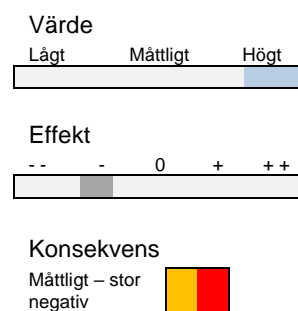 Värde
Lågt Måttligt Högt
Effekt
- - - 0 + + +
Konsekvens
Måttligt – stor
negativ